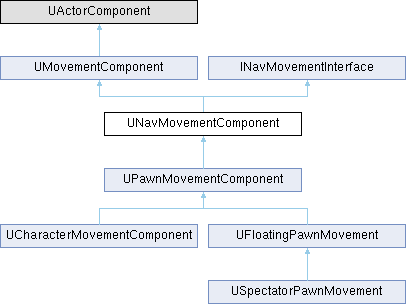 UActorComponent
UMovementComponent
INavMovementInterface
UNavMovementComponent
UPawnMovementComponent
UCharacterMovementComponent
UFloatingPawnMovement
USpectatorPawnMovement